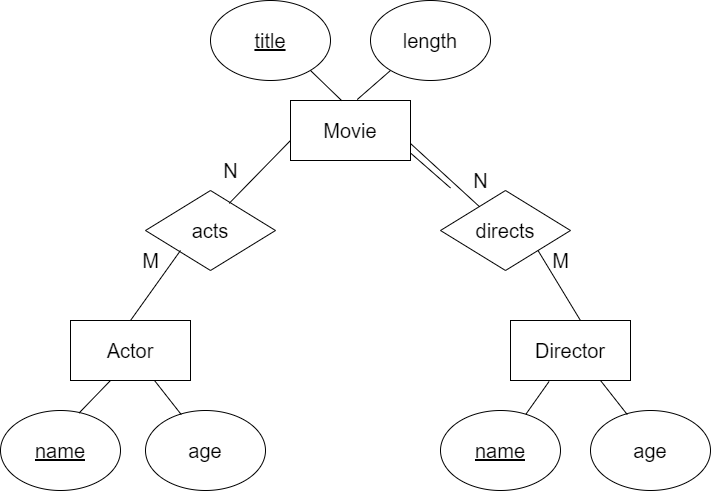 title
length
Movie
N
N
acts
directs
M
M
Actor
Director
name
age
name
age